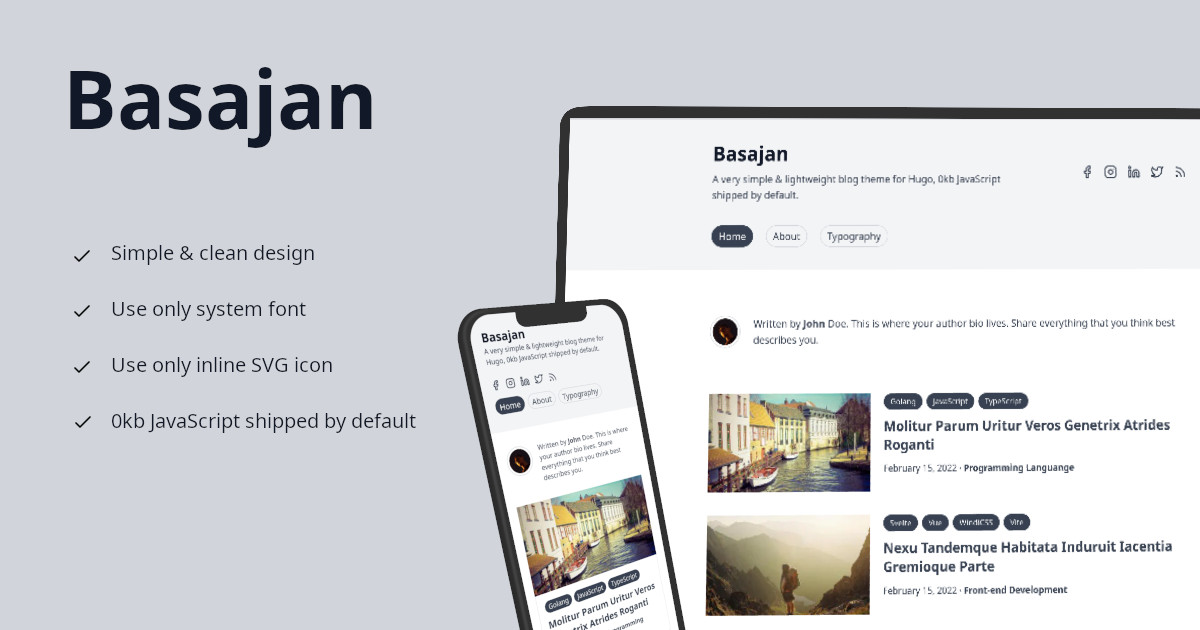 Basajan
Simple & clean design
Use only system font
Use only inline SVG icon
0kb JavaScript shipped by default
Basajan
A very simple & lightweight blog theme for Hugo, 0kb JavaScript
shipped by default.
Home About Typography
Written by John Doe. This is where your author bio lives. Share everything that you think best
describes you.
Golang JavaScript TypeScript
Molitur Parum Uritur Veros Genetrix Atrides
Roganti
February 15, 2022 · Programming Languange
Svelte Vue WindiCSS Vite
Nexu Tandemque Habitata Induruit Iacentia
Gremioque Parte
February 15, 2022 · Front-end Development
Basajan
A very simple & lightweight blog theme for
Hugo, 0kb JavaScript shipped by default.
Home About Typography
Written by John Doe. This is where
your author bio lives. Share
everything that you think best
describes you.
Golang JavaScript TypeScript
Molitur Parum Uritur Veros
Atrides Roganti